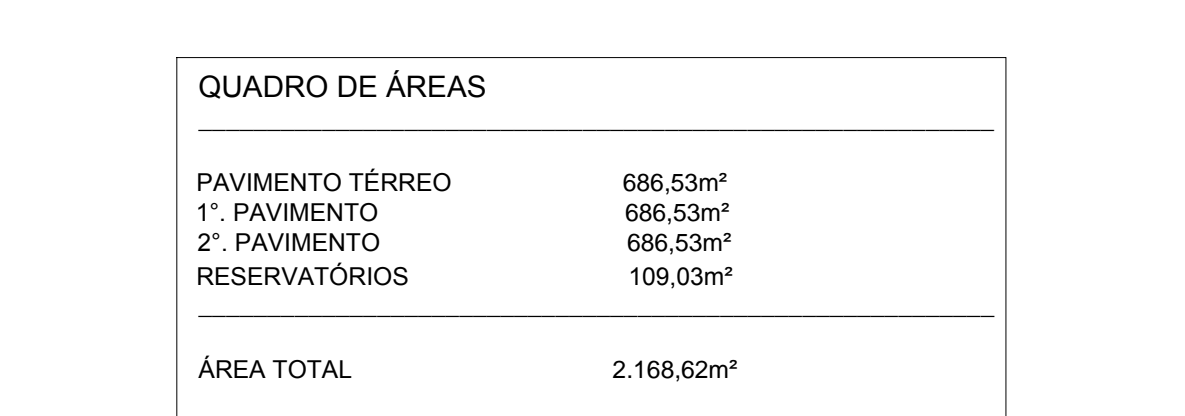 QUADRO DE ÁREAS
PAVIMENTO TÉRREO 686,53m²
1°. PAVIMENTO 686,53m²
2°. PAVIMENTO 686,53m²
RESERVATÓRIOS 109,03m²
ÁREA TOTAL 2.168,62m²